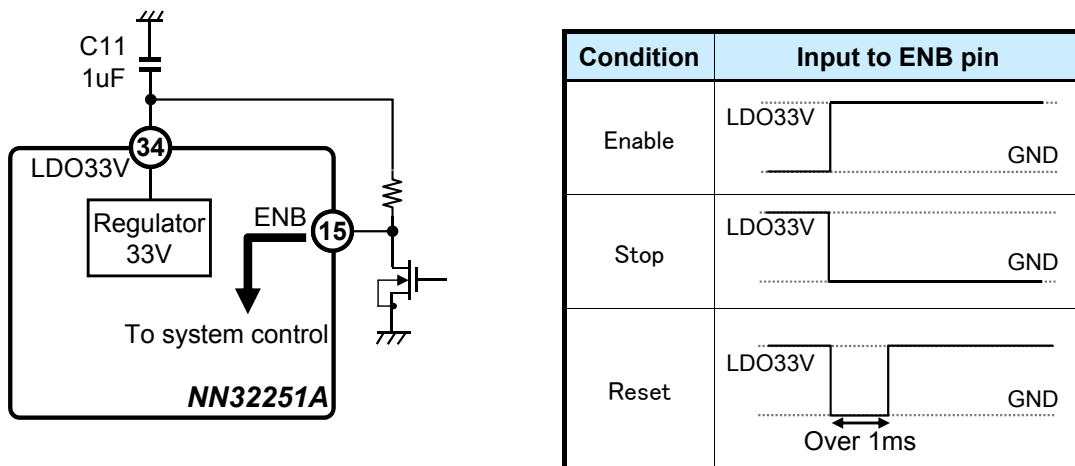 C11
1uF
34
LDO33V
Regulator
33V
ENB
15
To system control
NN32251A
Condition
Input to ENB pin
Enable
LDO33V
GND
Stop
LDO33V
GND
Reset
LDO33V
GND
Over 1ms